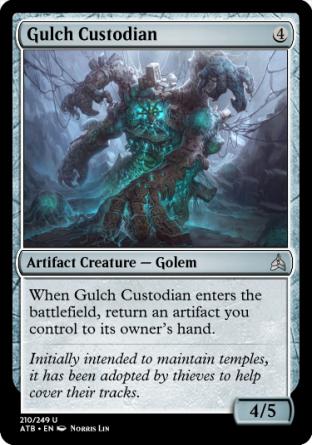 Gulch Custodian 4
Artifact Creature — Golem
When Gulch Custodian enters the
battlefield, return an artifact you
control to its owner's hand.
Initially intended to maintain temples,
it has been adopted by thieves to help
cover their tracks.
4/5
210/249 U
ATB • EN Norris Lin